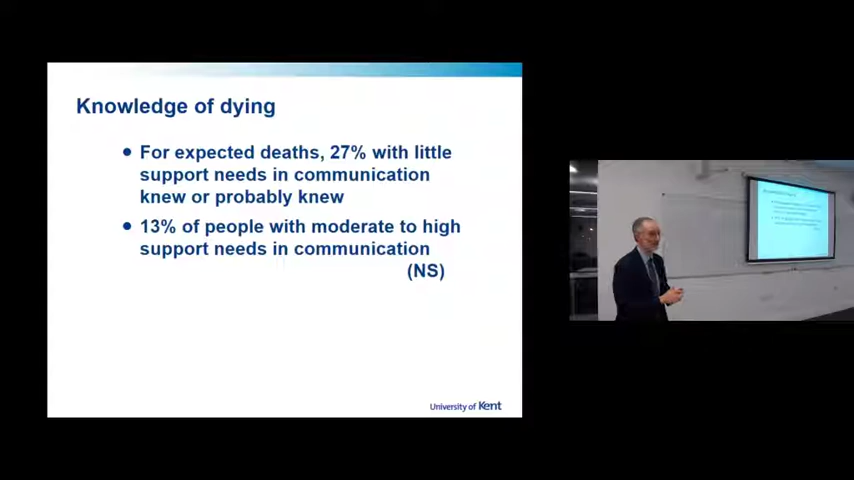 Knowledge of dying
• For expected deaths, 27% with little
support needs in communication
knew or probably knew
• 13% of people with moderate to high
support needs in communication
(NS)
University of Kent